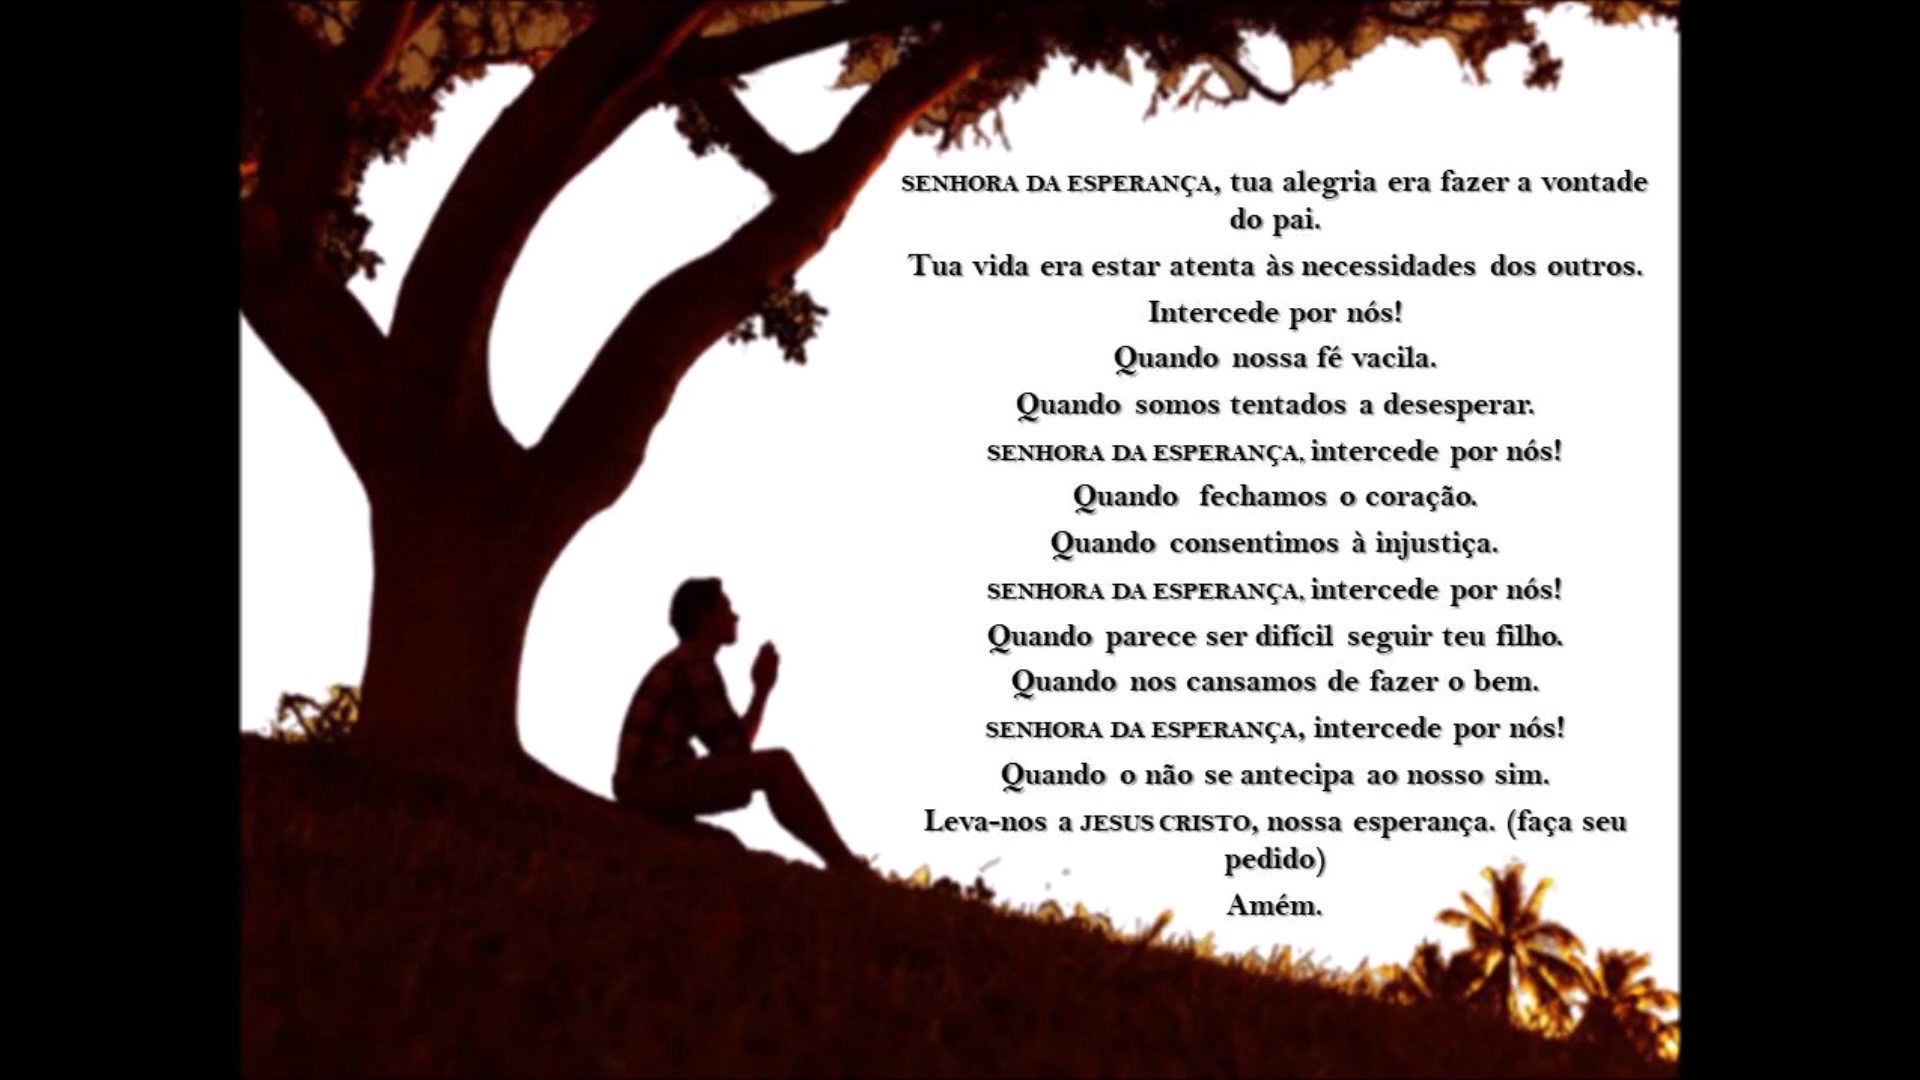 SENHORA DA ESPERANÇA, tua alegria era fazer a vontade
do pai.
Tua vida era estar atenta às necessidades dos outros.
Intercede por nós!
Quando nossa fé vacila.
Quando somos tentados a desesperar.
SENHORA DA ESPERANÇA, intercede por nós!
Quando fechamos o coração.
Quando consentimos à injustiça.
SENHORA DA ESPERANÇA, intercede por nós!
Quando parece ser difícil seguir teu filho.
Quando nos cansamos de fazer o bem.
SENHORA DA ESPERANÇA, intercede por nós!
Quando o não se antecipa ao nosso sim.
Leva-nos a JESUS CRISTO, nossa esperança. (faça seu
pedido)
Amém.